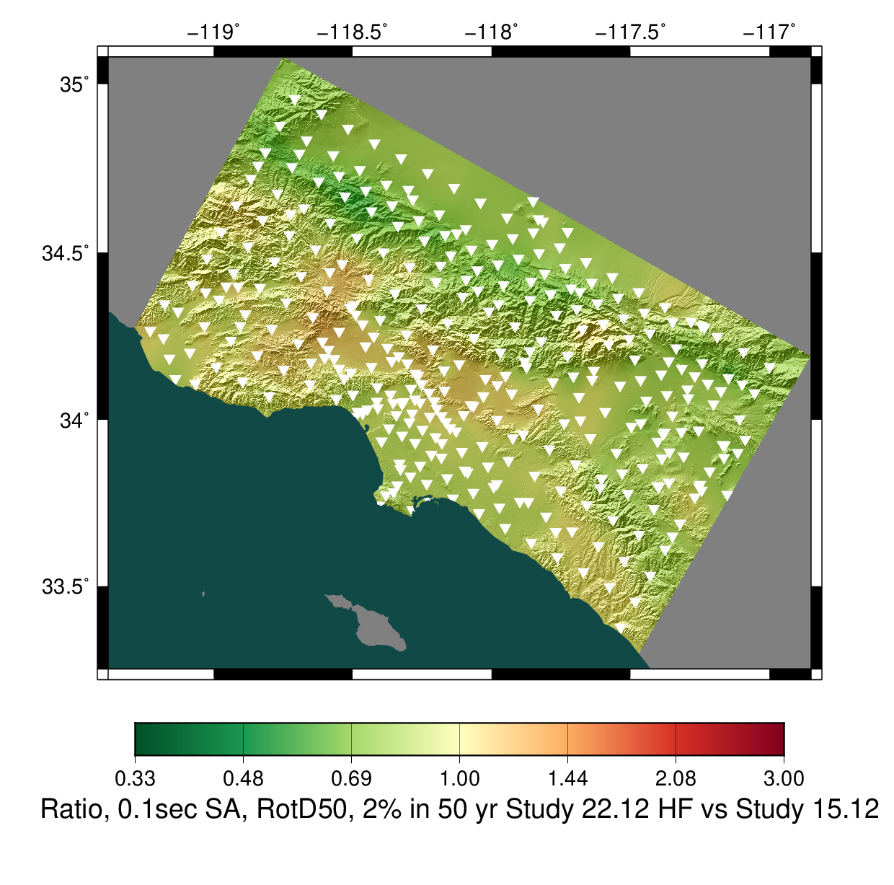 −119˚ −118.5˚ −118˚ −117.5˚ −117˚
35˚
34.5˚
34˚
33.5˚
0.33 0.48 0.69 1.00 1.44 2.08 3.00
Ratio, 0.1sec SA, RotD50, 2% in 50 yr Study 22.12 HF vs Study 15.12